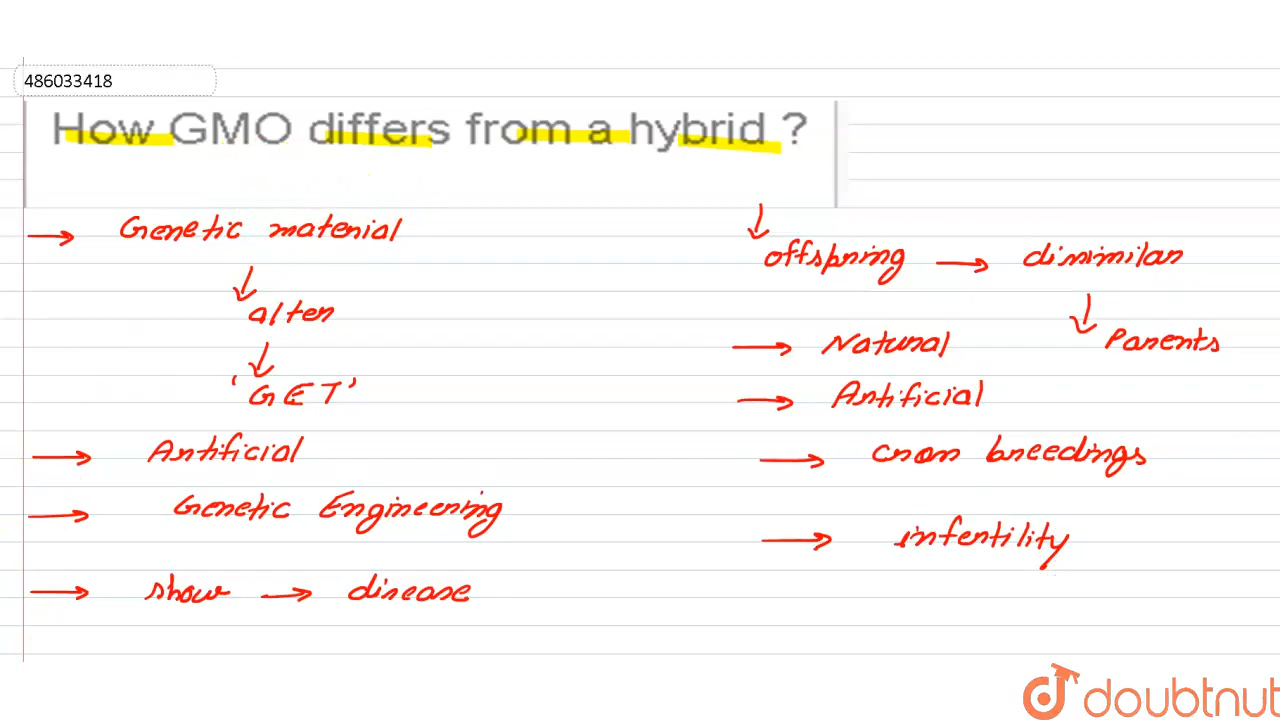 486033418
How GMO differs from a hybrid ?
→ Genetic material
↓
alter
↓
'GET'
→ Artificial
→ Genetic Engineering
→ show → disease
↓
offspring → dissimilar
↓
Parents
→ Natural
→ Artificial
→ cross breedings
→ infertility
doubtnut